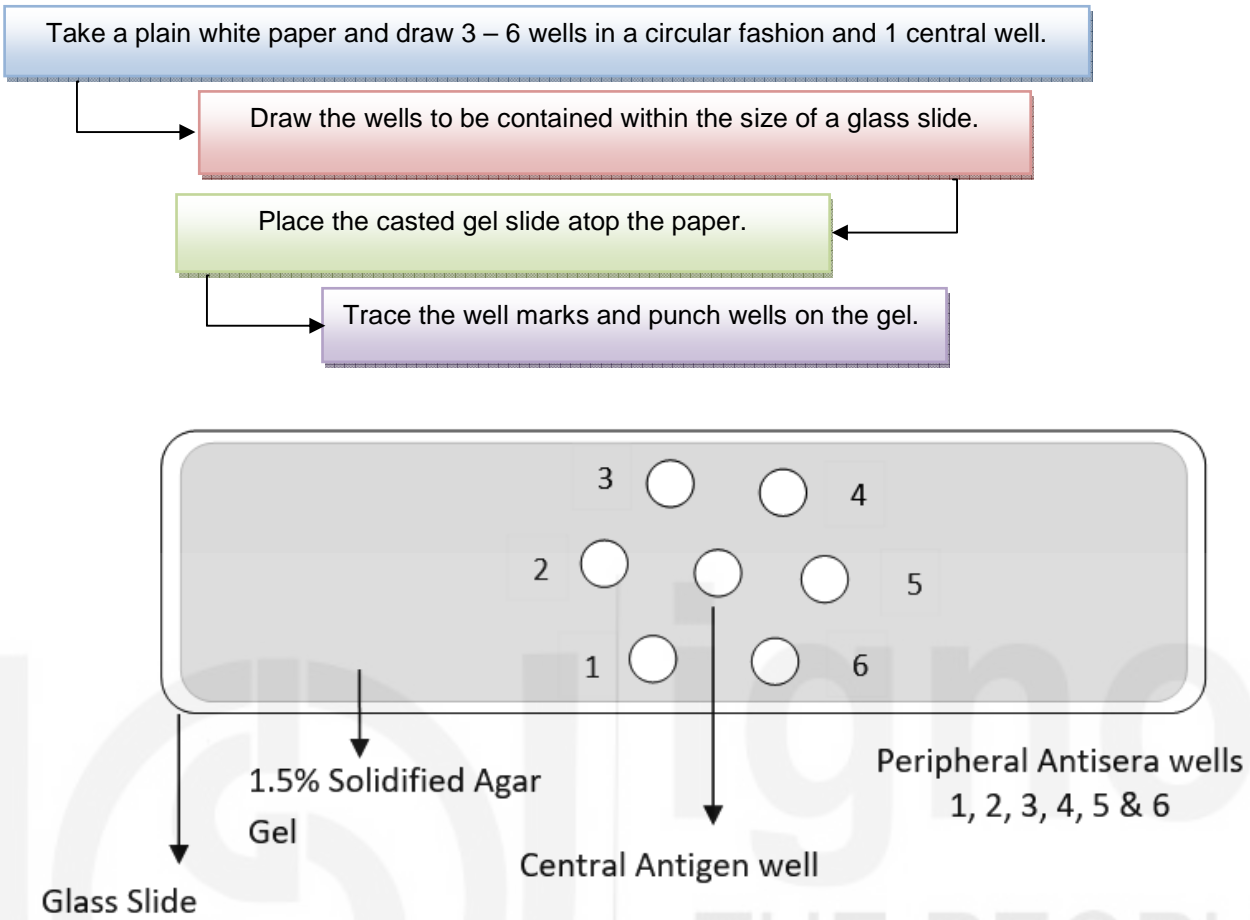 Take a plain white paper and draw 3 – 6 wells in a circular fashion and 1 central well.
Draw the wells to be contained within the size of a glass slide.
Place the casted gel slide atop the paper.
Trace the well marks and punch wells on the gel.
3
4
2
5
1
6
1.5% Solidified Agar
Gel
Peripheral Antisera wells
1, 2, 3, 4, 5 & 6
Central Antigen well
Glass Slide
igno